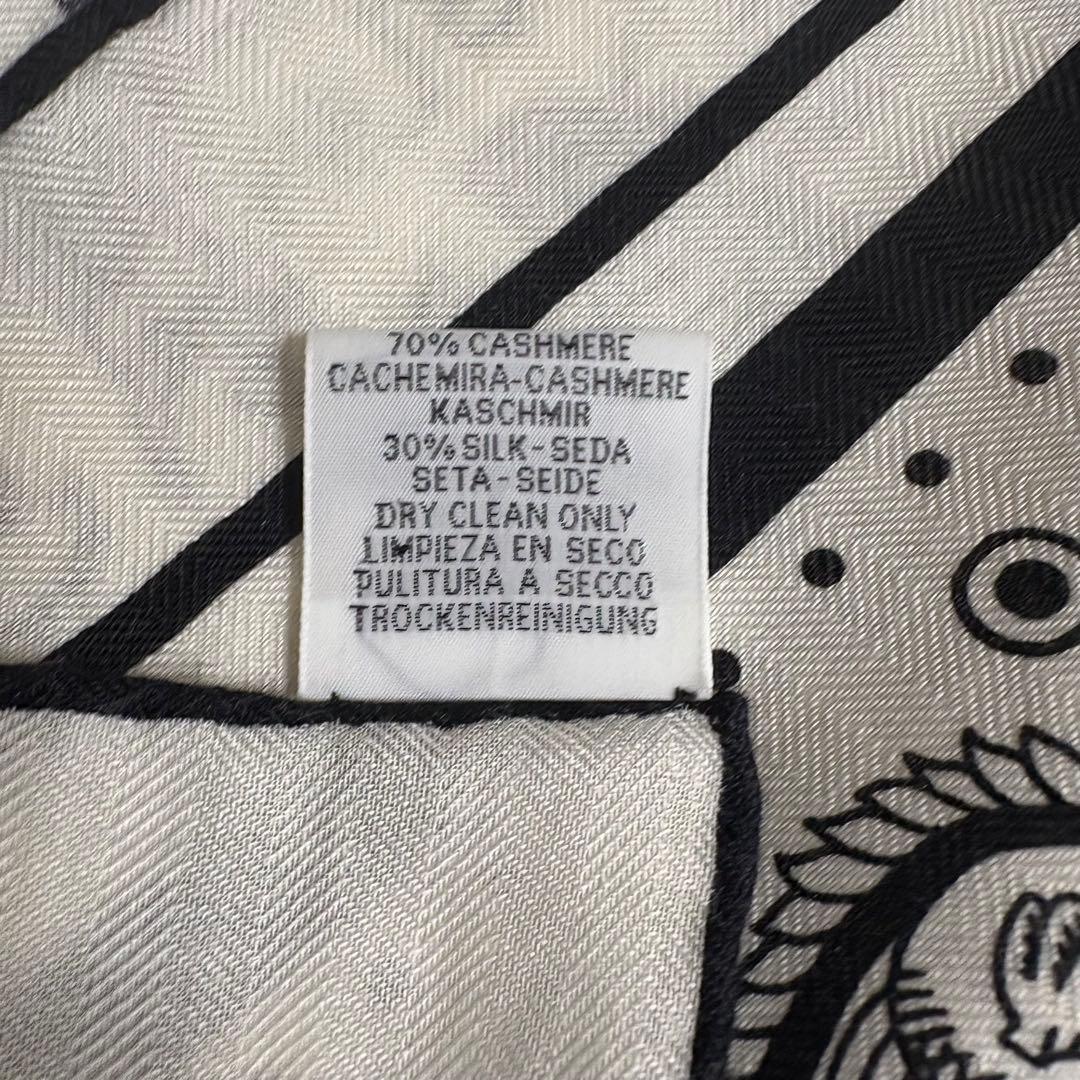 70% CASHMERE
CACHEMIRA-CASHMERE
KASCHMIR
30% SILK-SEDA
SETA-SEIDE
DRY CLEAN ONLY
LIMPIEZA EN SECO
PULITURA A SECCO
TROCKENREINIGUNG